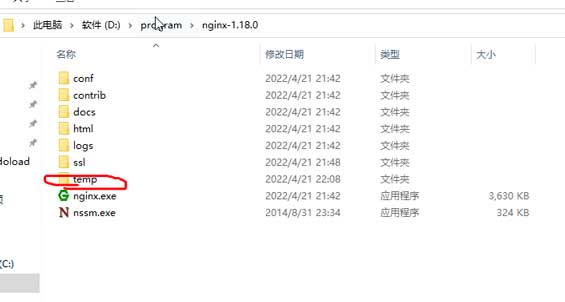 此电脑 › 软件 (D:) › program › nginx-1.18.0
名称 修改日期 类型 大小
conf 2022/4/21 21:42 文件夹
contrib 2022/4/21 21:42 文件夹
docs 2022/4/21 21:42 文件夹
html 2022/4/21 21:42 文件夹
logs 2022/4/21 21:42 文件夹
doload
ssl 2022/4/21 21:48 文件夹
temp 2022/4/21 22:08 文件夹
nginx.exe 2022/4/21 21:42 应用程序 3,630 KB
nssm.exe 2014/8/31 23:34 应用程序 324 KB
(C:)